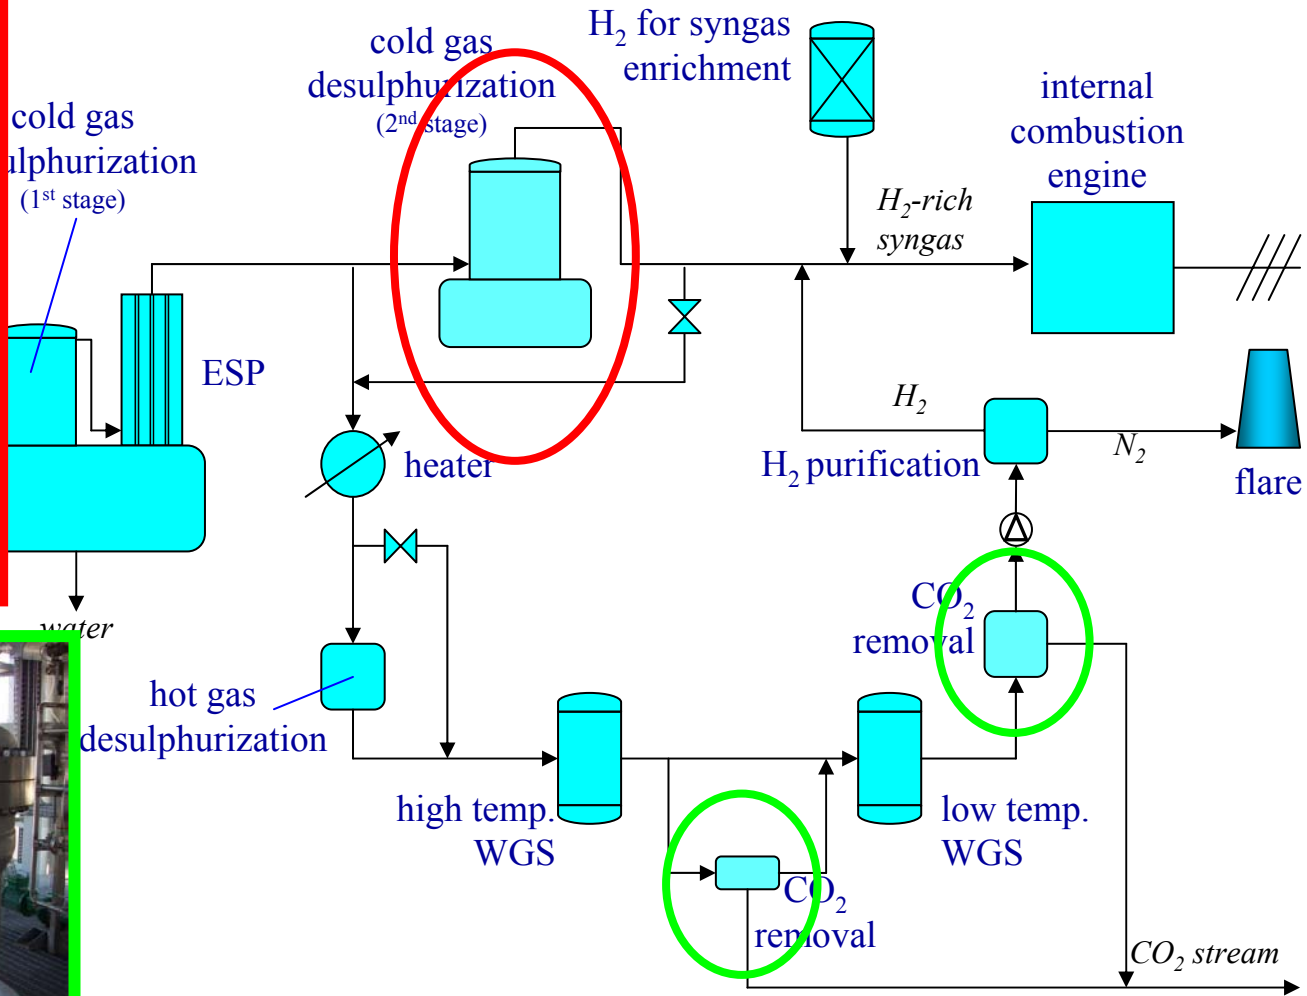 cold gas
desulphurization
(2nd stage)
H2 for syngas
enrichment
internal
combustion
engine
cold gas
ulphurization
(1st stage)
H2-rich
syngas
ESP
heater
H2
H2 purification
N2
flare
CO2
removal
water
hot gas
desulphurization
high temp.
WGS
low temp.
WGS
CO2
removal
CO2 stream